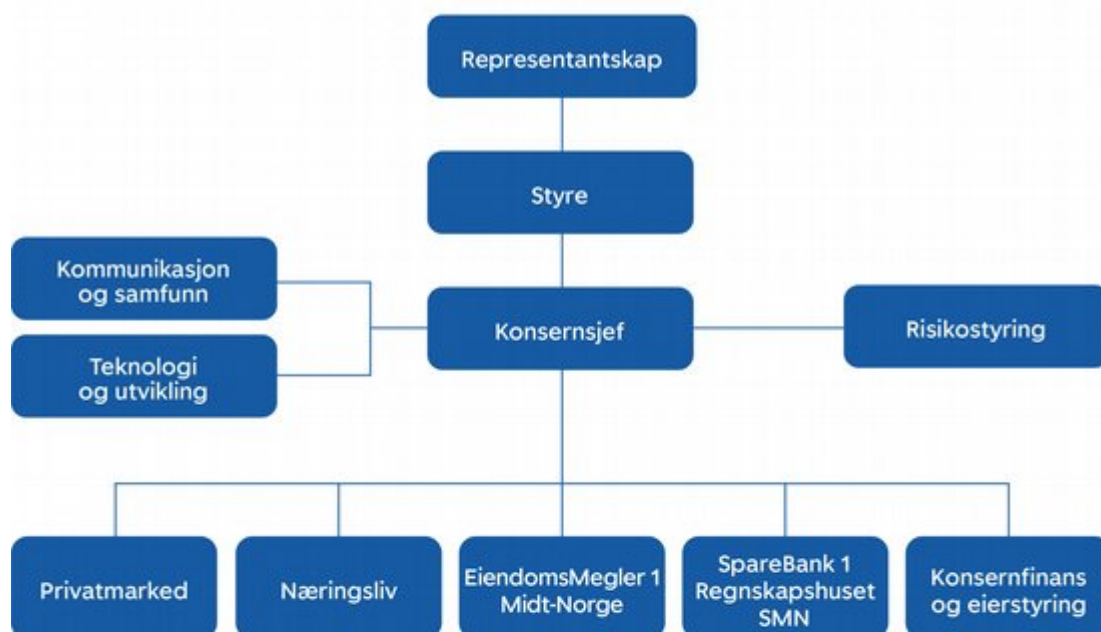 Representantskap
Styre
Kommunikasjon
og samfunn
Konsernsjef
Risikostyring
Teknologi
og utvikling
Privatmarked
Næringsliv
EiendomsMegler 1
Midt-Norge
SpareBank 1
Regnskapshuset
SMN
Konsernfinans
og eierstyring